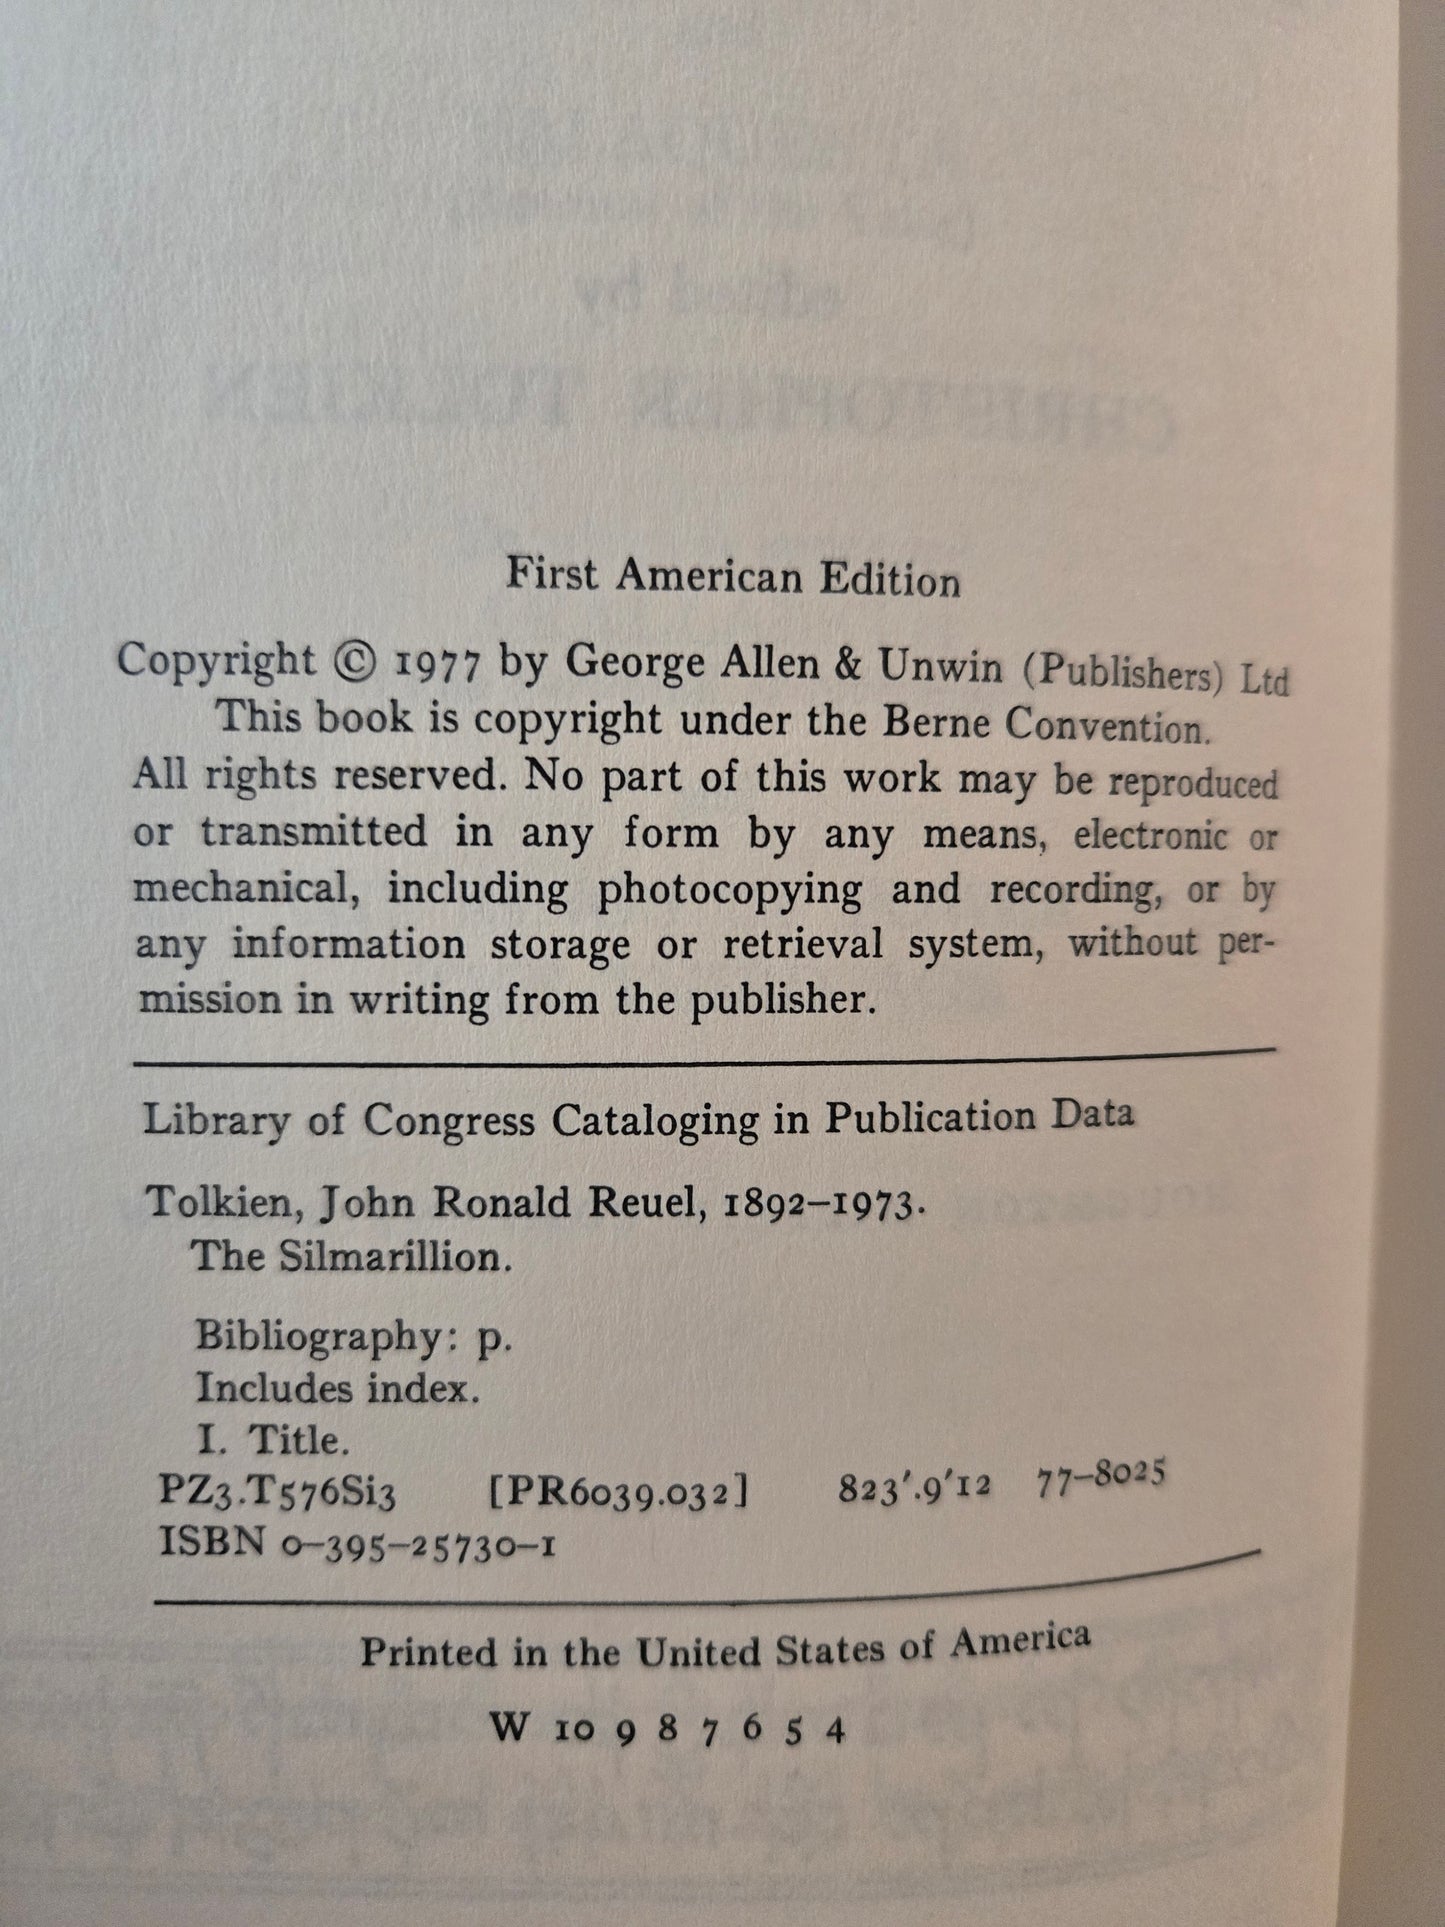 First American Edition
Copyright © 1977 by George Allen & Unwin (Publishers) Ltd
This book is copyright under the Berne Convention.
All rights reserved. No part of this work may be reproduced
or transmitted in any form by any means, electronic or
mechanical, including photocopying and recording, or by
any information storage or retrieval system, without per-
mission in writing from the publisher.
Library of Congress Cataloging in Publication Data
Tolkien, John Ronald Reuel, 1892–1973.
The Silmarillion.
Bibliography: p.
Includes index.
I. Title.
PZ3.T576Si3 [PR6039.032] 823′.9′12 77–8025
ISBN 0–395–25730–1
Printed in the United States of America
W 10 9 8 7 6 5 4